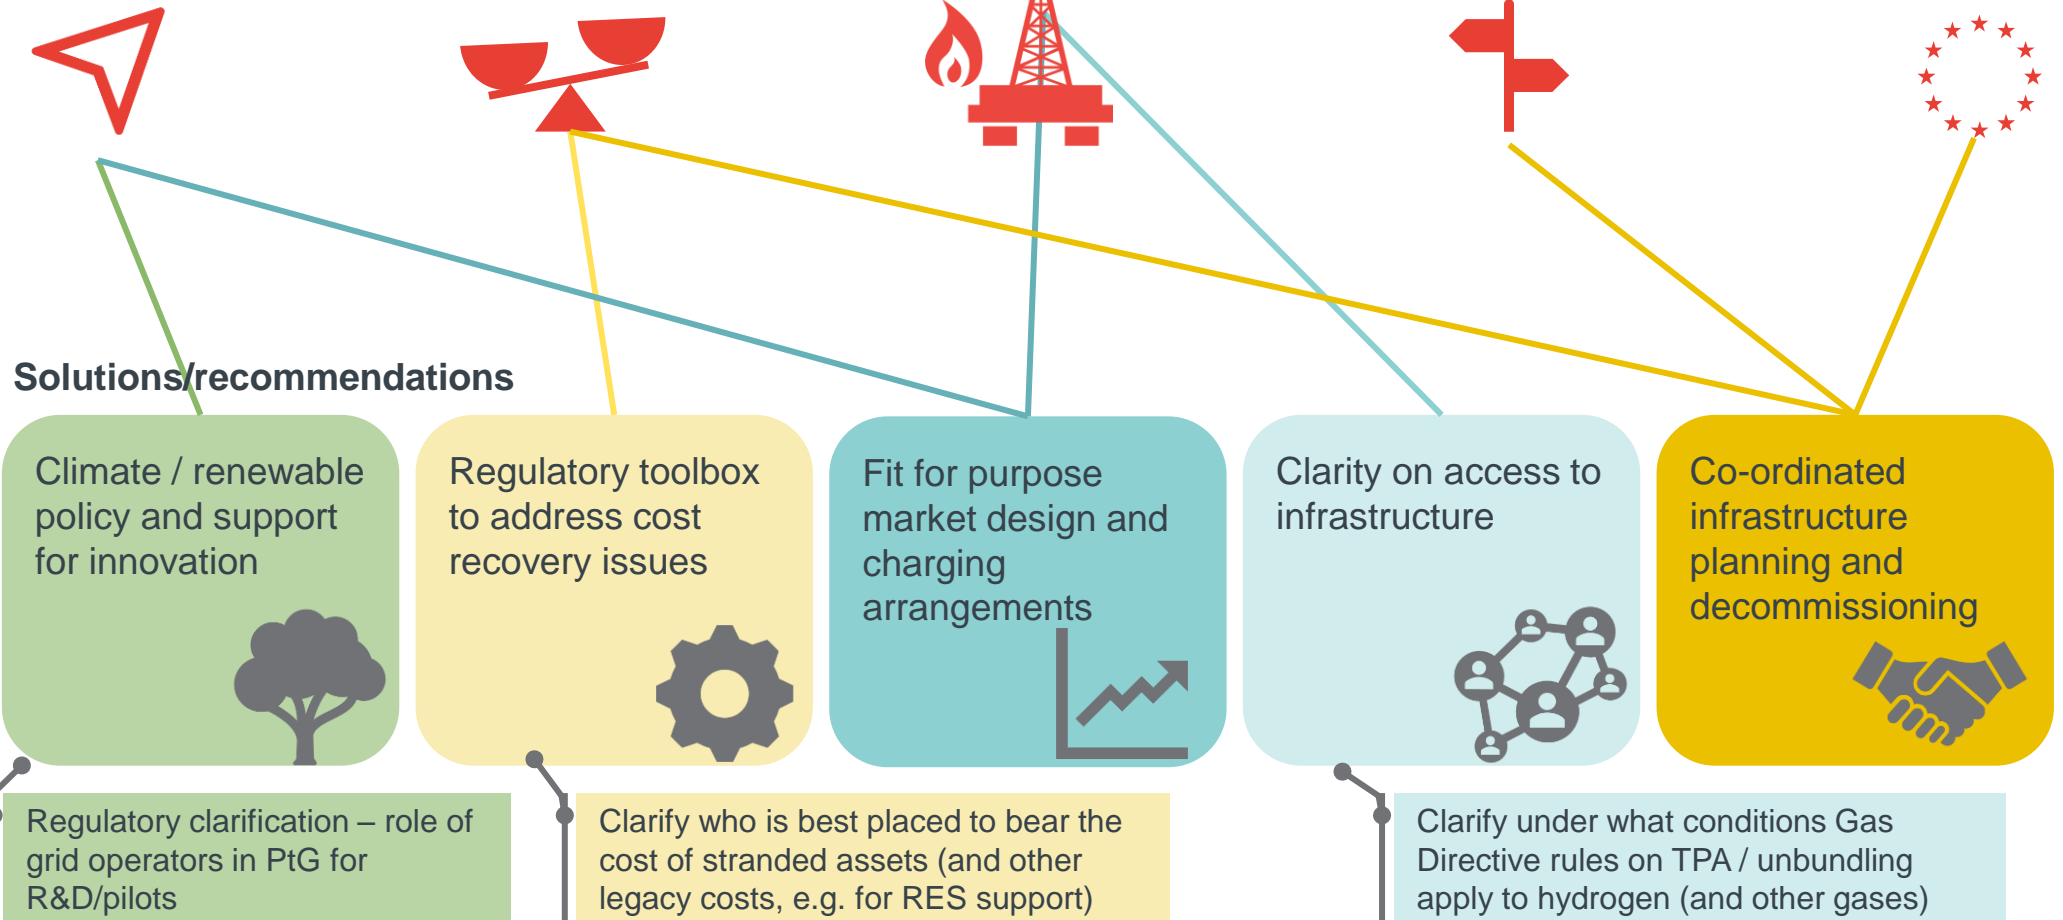 Solutions/recommendations
Climate / renewable
policy and support
for innovation
Regulatory toolbox
to address cost
recovery issues
Fit for purpose
market design and
charging
arrangements
Clarity on access to
infrastructure
Co-ordinated
infrastructure
planning and
decommissioning
Regulatory clarification – role of
grid operators in PtG for
R&D/pilots
Clarify who is best placed to bear the
cost of stranded assets (and other
legacy costs, e.g. for RES support)
Clarify under what conditions Gas
Directive rules on TPA / unbundling
apply to hydrogen (and other gases)